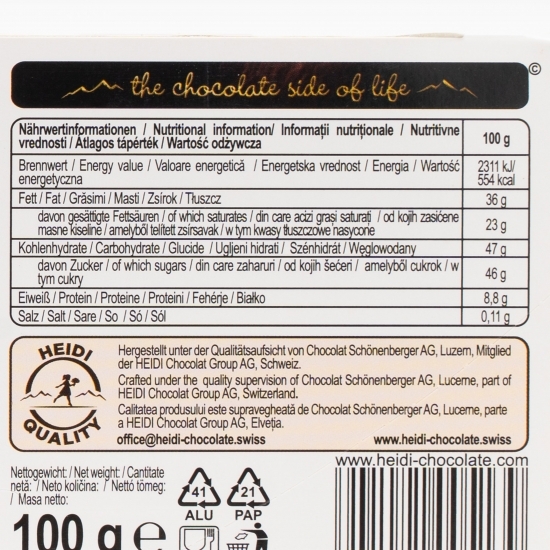 ©
the chocolate side of life
Nährwertinformationen / Nutritional information/ Informaţii nutriţionale / Nutritivne
vrednosti / Átlagos tápérték / Wartość odżywcza
100 g
Brennwert / Energy value / Valoare energetică / Energetska vrednost / Energia / Wartość
energetyczna
2311 kJ/
554 kcal
Fett / Fat / Grăsimi / Masti / Zsírok / Tłuszcz
36 g
davon gesättigte Fettsäuren / of which saturates / din care acizi graşi saturaţi / od kojih zasićene
masne kiseline / amelyből telített zsírsavak / w tym kwasy tłuszczowe nasycone
23 g
Kohlenhydrate / Carbohydrate / Glucide / Ugljeni hidrati / Szénhidrát / Węglowodany
47 g
davon Zucker / of which sugars / din care zaharuri / od kojih šećeri / amelyből cukrok / w
tym cukry
46 g
Eiweiß / Protein / Proteine / Proteini / Fehérje / Białko
8,8 g
Salz / Salt / Sare / So / Só / Sól
0,11 g
HEIDI
QUALITY
Hergestellt unter der Qualitätsaufsicht von Chocolat Schönenberger AG, Luzern, Mitglied
der HEIDI Chocolat Group AG, Schweiz.
Crafted under the quality supervision of Chocolat Schönenberger AG, Lucerne, part of
HEIDI Chocolat Group AG, Switzerland.
Calitatea produsului este supravegheată de Chocolat Schönenberger AG, Lucerne, parte
a HEIDI Chocolat Group AG, Elveţia.
office@heidi-chocolate.swiss www.heidi-chocolate.swiss
www.heidi-chocolate.com
Nettogewicht: / Net weight: / Cantitate
netă: / Neto količina: / Nettó tömeg:
/ Masa netto:
41
ALU
21
PAP
100 g e